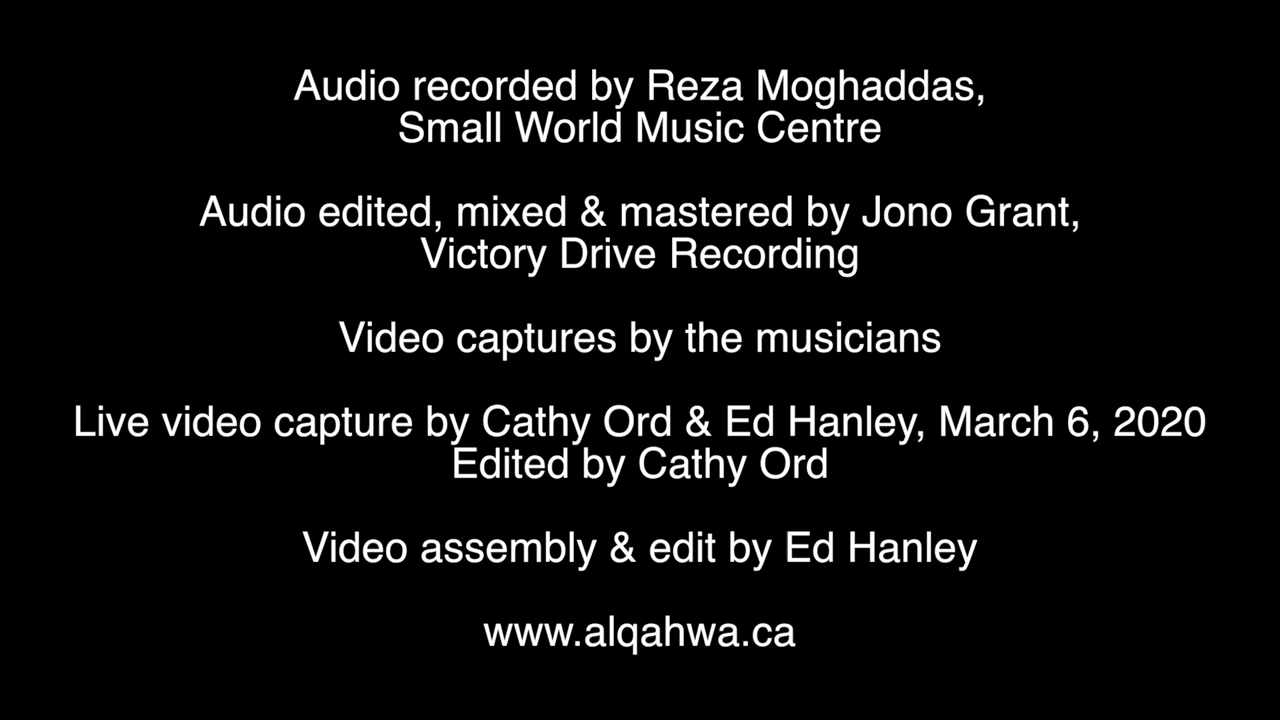 Audio recorded by Reza Moghaddas,
Small World Music Centre
Audio edited, mixed & mastered by Jono Grant,
Victory Drive Recording
Video captures by the musicians
Live video capture by Cathy Ord & Ed Hanley, March 6, 2020
Edited by Cathy Ord
Video assembly & edit by Ed Hanley
www.alqahwa.ca